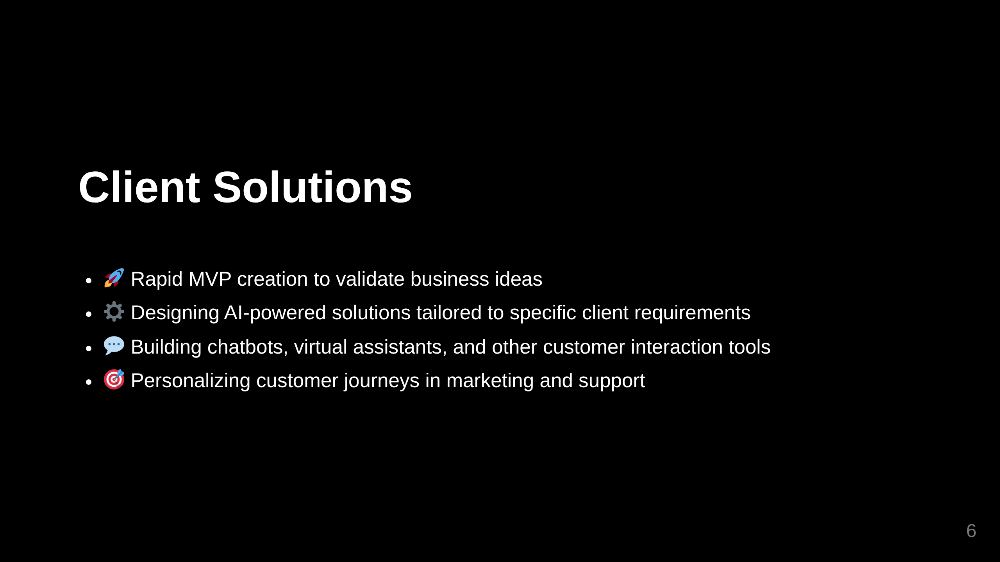 Client Solutions
• 🚀 Rapid MVP creation to validate business ideas
• ⚙️ Designing AI-powered solutions tailored to specific client requirements
• 💬 Building chatbots, virtual assistants, and other customer interaction tools
• 🎯 Personalizing customer journeys in marketing and support
6